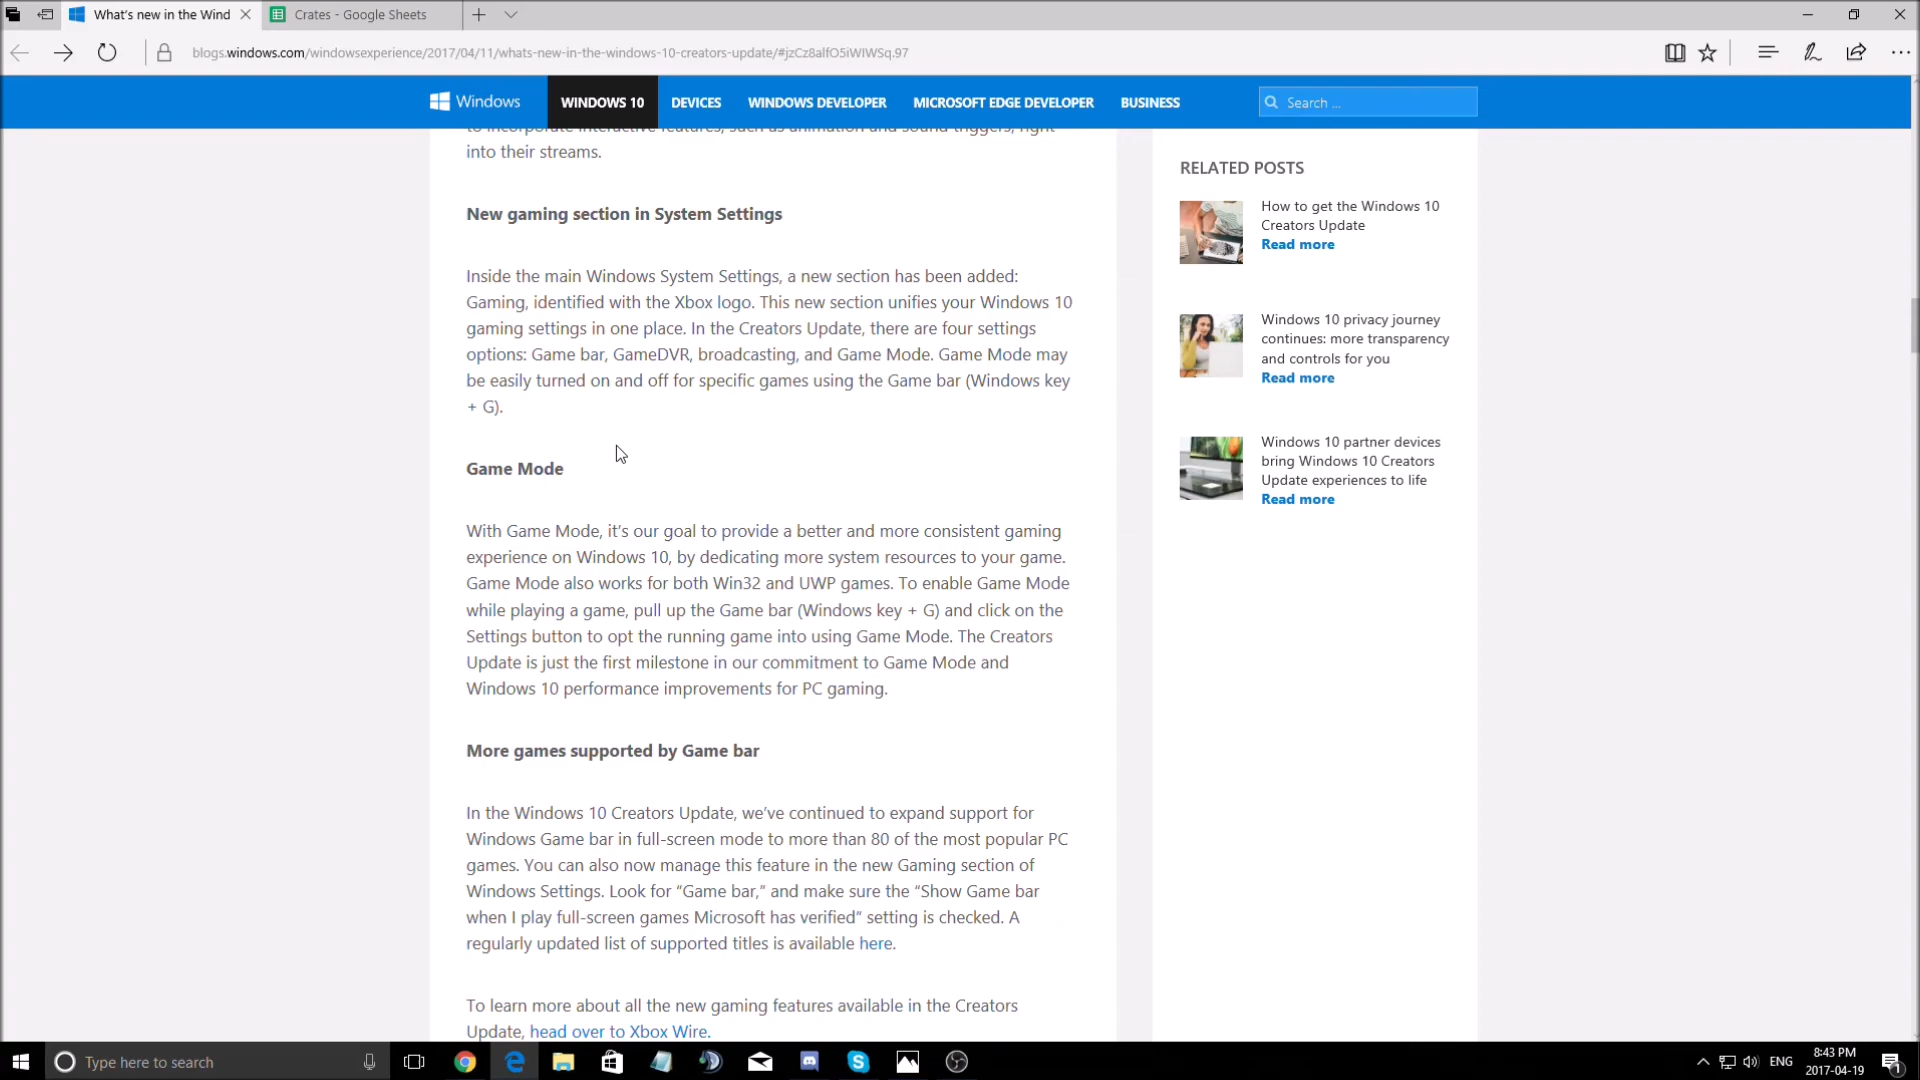 What's new in the Wind
Crates - Google Sheets
blogs.windows.com/windowsexperience/2017/04/11/whats-new-in-the-windows-10-creators-update/#jzCz8alfO5iWIWSq.97
Windows
WINDOWS 10
DEVICES
WINDOWS DEVELOPER
MICROSOFT EDGE DEVELOPER
BUSINESS
Search ...
to incorporate interactive features, such as animation and sound triggers, right
into their streams.
New gaming section in System Settings
Inside the main Windows System Settings, a new section has been added:
Gaming, identified with the Xbox logo. This new section unifies your Windows 10
gaming settings in one place. In the Creators Update, there are four settings
options: Game bar, GameDVR, broadcasting, and Game Mode. Game Mode may
be easily turned on and off for specific games using the Game bar (Windows key
+ G).
Game Mode
With Game Mode, it’s our goal to provide a better and more consistent gaming
experience on Windows 10, by dedicating more system resources to your game.
Game Mode also works for both Win32 and UWP games. To enable Game Mode
while playing a game, pull up the Game bar (Windows key + G) and click on the
Settings button to opt the running game into using Game Mode. The Creators
Update is just the first milestone in our commitment to Game Mode and
Windows 10 performance improvements for PC gaming.
More games supported by Game bar
In the Windows 10 Creators Update, we’ve continued to expand support for
Windows Game bar in full-screen mode to more than 80 of the most popular PC
games. You can also now manage this feature in the new Gaming section of
Windows Settings. Look for “Game bar,” and make sure the “Show Game bar
when I play full-screen games Microsoft has verified” setting is checked. A
regularly updated list of supported titles is available here.
To learn more about all the new gaming features available in the Creators
Update, head over to Xbox Wire.
RELATED POSTS
How to get the Windows 10
Creators Update
Read more
Windows 10 privacy journey
continues: more transparency
and controls for you
Read more
Windows 10 partner devices
bring Windows 10 Creators
Update experiences to life
Read more
Type here to search
ENG
8:43 PM
2017-04-19
1